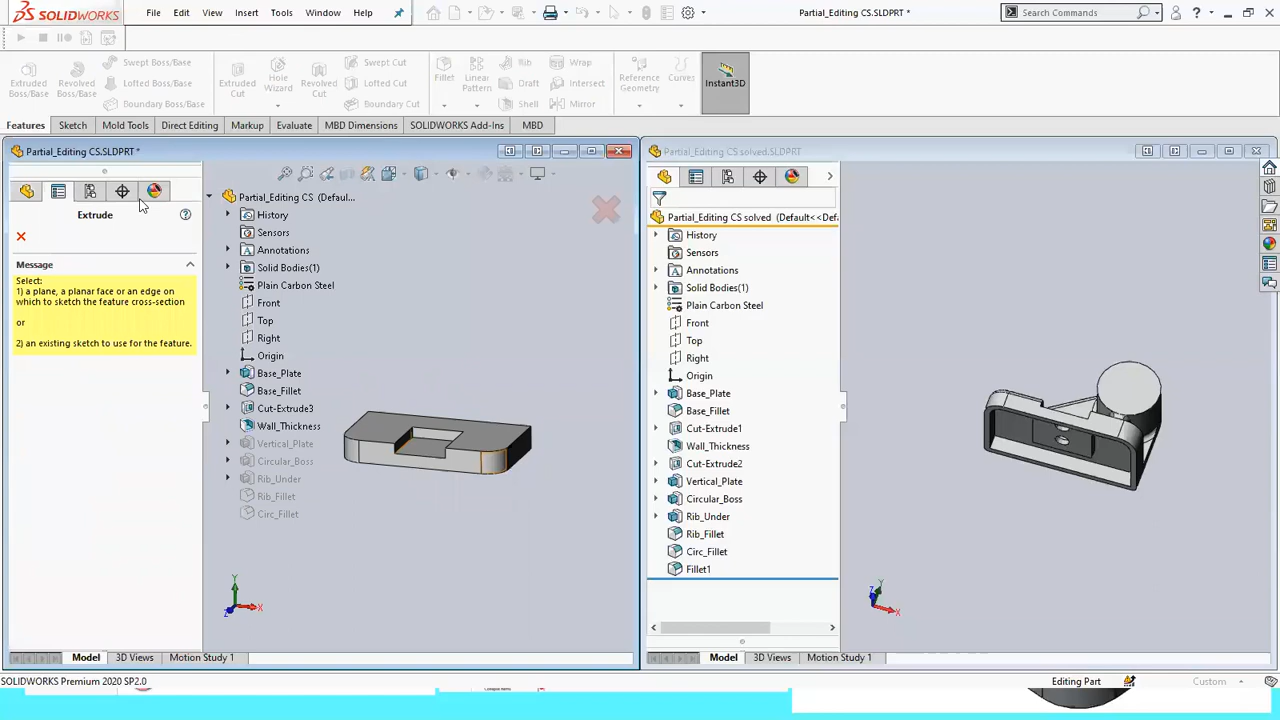 SOLIDWORKS File Edit View Insert Tools Window Help Partial_Editing CS.SLDPRT * Search Commands
Extruded Boss/Base
Revolved Boss/Base
Swept Boss/Base
Lofted Boss/Base
Boundary Boss/Base
Extruded Cut
Hole Wizard
Revolved Cut
Swept Cut
Lofted Cut
Boundary Cut
Fillet
Linear Pattern
Rib
Draft
Shell
Wrap
Intersect
Mirror
Reference Geometry
Curves
Instant3D
Features Sketch Mold Tools Direct Editing Markup Evaluate MBD Dimensions SOLIDWORKS Add-Ins MBD
Partial_Editing CS.SLDPRT *
Extrude
Message
Select:
1) a plane, a planar face or an edge on
which to sketch the feature cross-section
or
2) an existing sketch to use for the feature.
Partial_Editing CS (Defaul...
History
Sensors
Annotations
Solid Bodies(1)
Plain Carbon Steel
Front
Top
Right
Origin
Base_Plate
Base_Fillet
Cut-Extrude3
Wall_Thickness
Vertical_Plate
Circular_Boss
Rib_Under
Rib_Fillet
Circ_Fillet
Y
X
Z
Model 3D Views Motion Study 1
Partial_Editing CS solved.SLDPRT
Partial_Editing CS solved (Default<<Def
History
Sensors
Annotations
Solid Bodies(1)
Plain Carbon Steel
Front
Top
Right
Origin
Base_Plate
Base_Fillet
Cut-Extrude1
Wall_Thickness
Cut-Extrude2
Vertical_Plate
Circular_Boss
Rib_Under
Rib_Fillet
Circ_Fillet
Fillet1
Y
Z
X
Model 3D Views Motion Study 1
SOLIDWORKS Premium 2020 SP2.0 Editing Part Custom